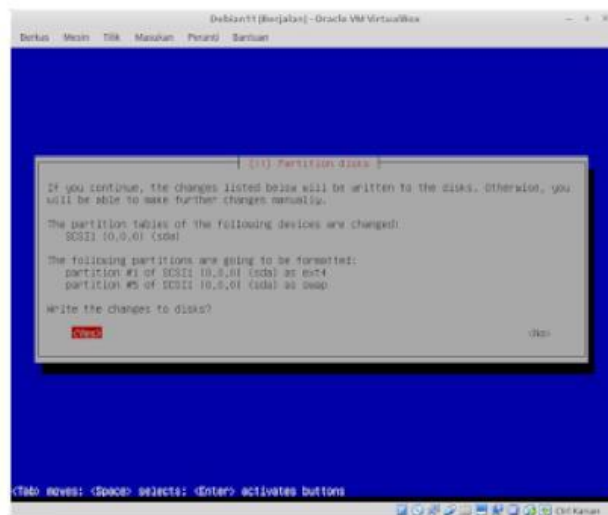 Debian11 [Berjalan] - Oracle VM VirtualBox
Berkas Mesin Tilik Masukan Peranti Bantuan
[!!] Partition disks
If you continue, the changes listed below will be written to the disks. Otherwise, you
will be able to make further changes manually.
The partition tables of the following devices are changed:
SCSI1 (0,0,0) (sda)
The following partitions are going to be formatted:
partition #1 of SCSI1 (0,0,0) (sda) as ext4
partition #5 of SCSI1 (0,0,0) (sda) as swap
Write the changes to disks?
<Yes> <No>
<Tab> moves; <Space> selects; <Enter> activates buttons
Ctrl Kanan